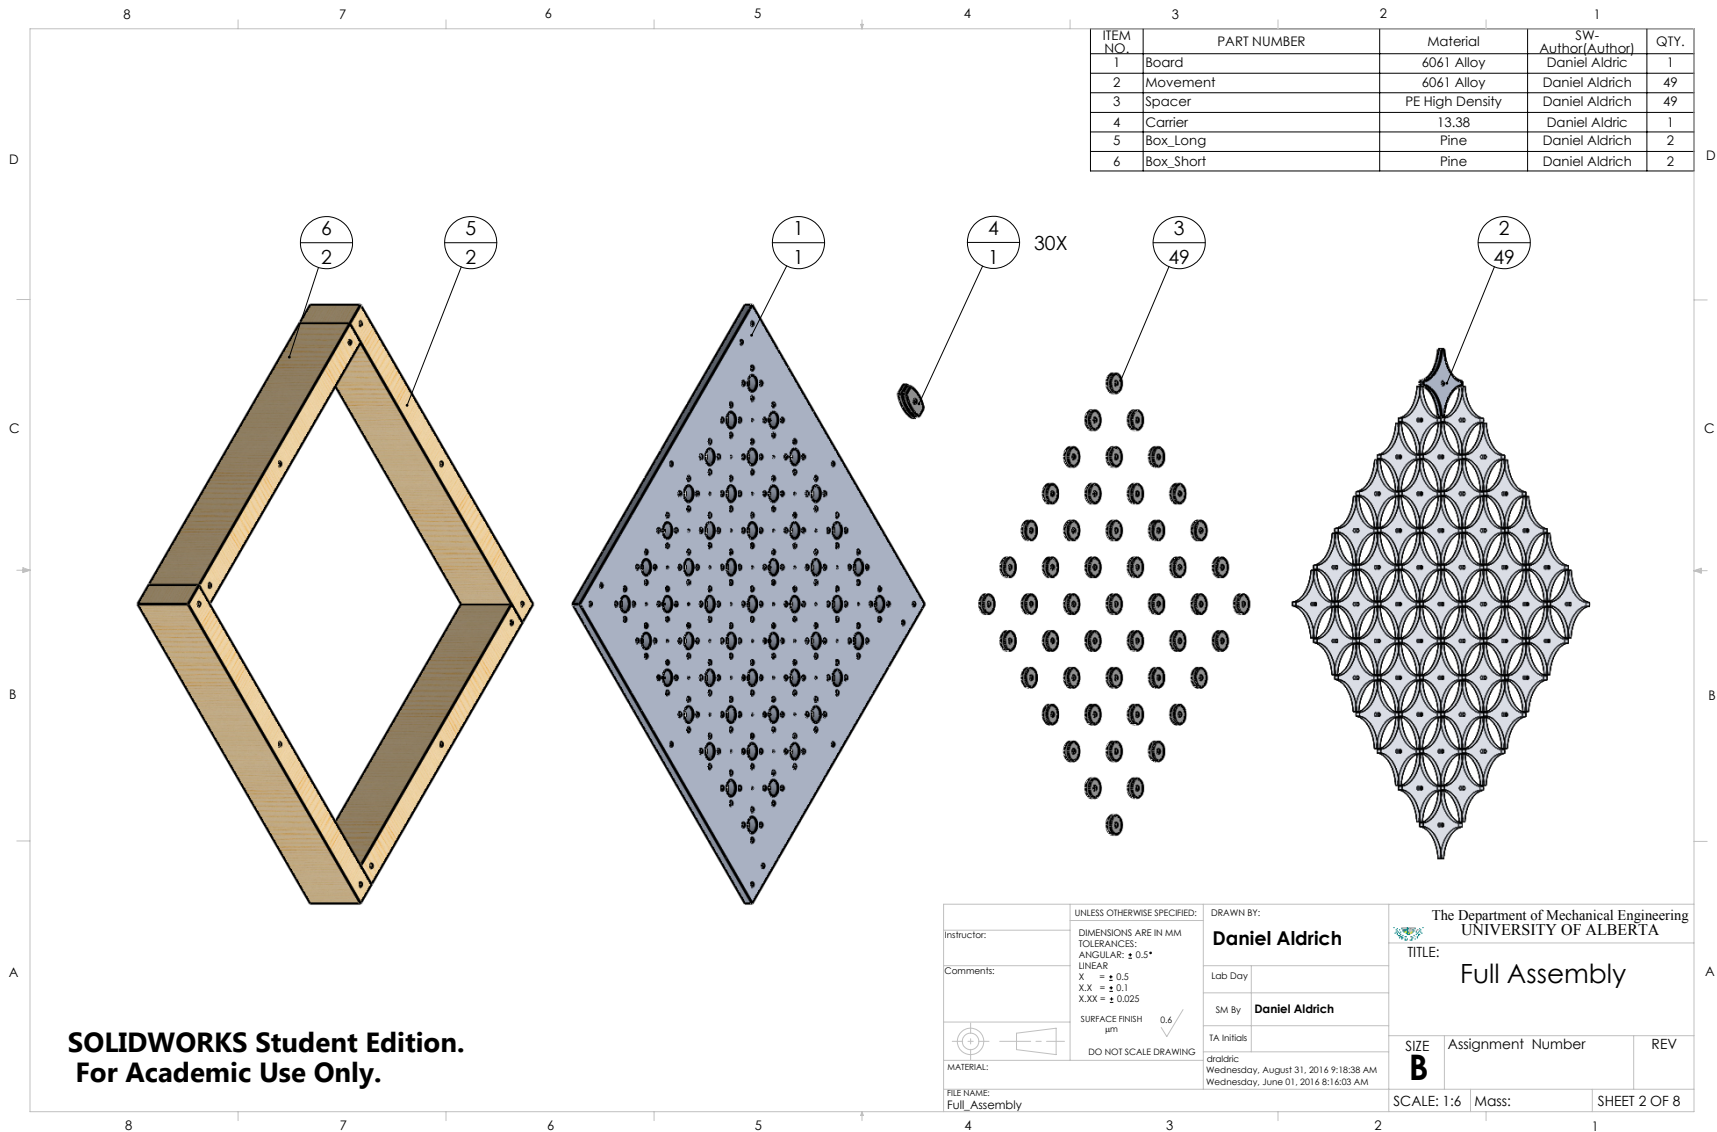 8 7 6 5 4 3 2 1
ITEM NO. PART NUMBER Material SW-Author(Author) QTY.
1 Board 6061 Alloy Daniel Aldric 1
2 Movement 6061 Alloy Daniel Aldrich 49
3 Spacer PE High Density Daniel Aldrich 49
4 Carrier 13.38 Daniel Aldric 1
5 Box_Long Pine Daniel Aldrich 2
6 Box_Short Pine Daniel Aldrich 2
D D
6 5 1 4 30X 3 2
2 2 1 1 49 49
C C
B B
A A
UNLESS OTHERWISE SPECIFIED:
DIMENSIONS ARE IN MM
TOLERANCES:
ANGULAR: ± 0.5°
LINEAR
X = ± 0.5
X.X = ± 0.1
X.XX = ± 0.025
SURFACE FINISH 0.6
µm
DO NOT SCALE DRAWING
Instructor:
Comments:
MATERIAL:
FILE NAME:
Full_Assembly
DRAWN BY:
Daniel Aldrich
Lab Day
SM By Daniel Aldrich
TA Initials
draldric
Wednesday, August 31, 2016 9:18:38 AM
Wednesday, June 01, 2016 8:16:03 AM
The Department of Mechanical Engineering
UNIVERSITY OF ALBERTA
TITLE:
Full Assembly
SIZE Assignment Number REV
B
SCALE: 1:6 Mass: SHEET 2 OF 8
SOLIDWORKS Student Edition.
For Academic Use Only.
8 7 6 5 4 3 2 1